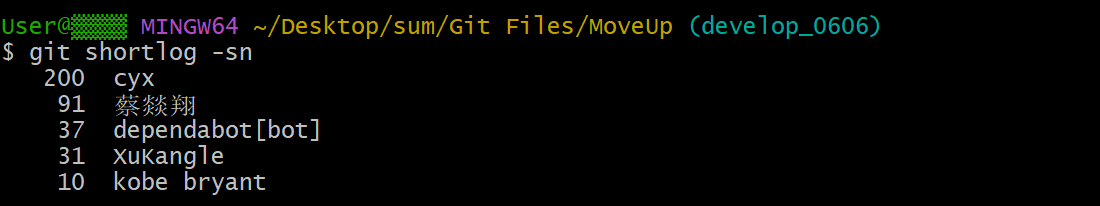 User@▒▒▒▒ MINGW64 ~/Desktop/sum/Git Files/MoveUp (develop_0606)
$ git shortlog -sn
200 cyx
91 蔡燚翔
37 dependabot[bot]
31 XuKangle
10 kobe bryant